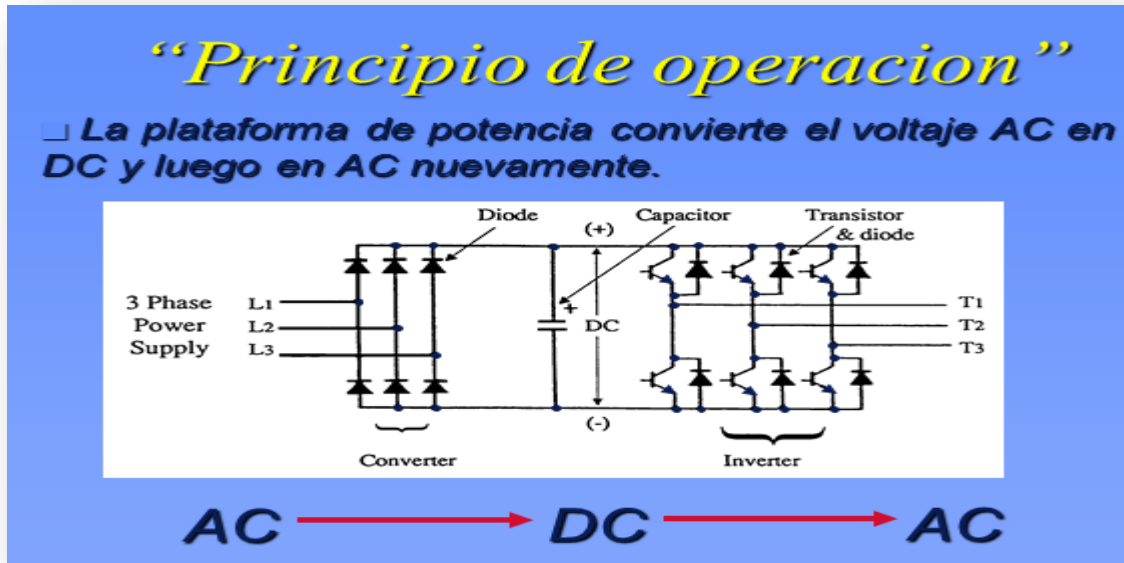 “Principio de operacion”
La plataforma de potencia convierte el voltaje AC en
DC y luego en AC nuevamente.
Diode
(+)
Capacitor
Transistor
& diode
3 Phase
Power
Supply
L1
L2
L3
+
DC
T1
T2
T3
(-)
Converter
Inverter
AC DC AC